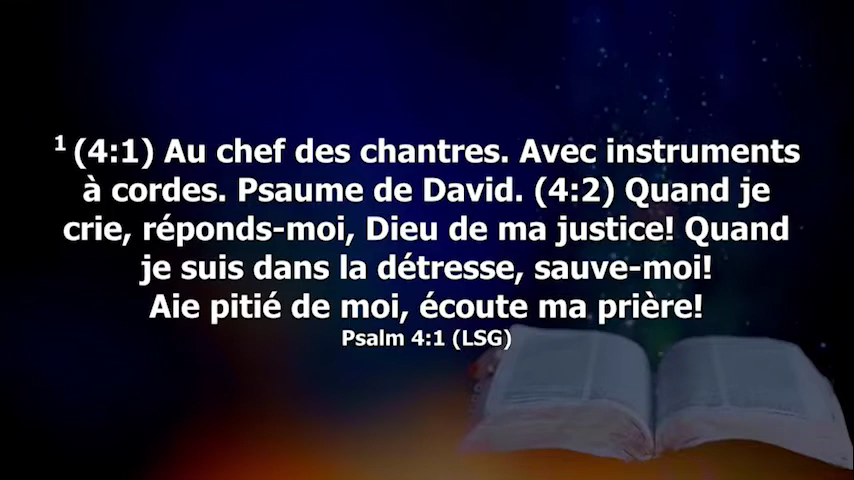 1 (4:1) Au chef des chantres. Avec instruments
à cordes. Psaume de David. (4:2) Quand je
crie, réponds-moi, Dieu de ma justice! Quand
je suis dans la détresse, sauve-moi!
Aie pitié de moi, écoute ma prière!
Psalm 4:1 (LSG)